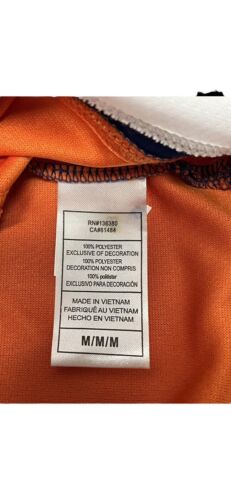 RN#136380
CA#61484
100% POLYESTER
EXCLUSIVE OF DECORATION
100% POLYESTER
DECORATION NON COMPRIS
100% poliéster
EXCLUSIVO PARA DECORACIÓN
MADE IN VIETNAM
FABRIQUÉ AU VIETNAM
HECHO EN VIETNAM
M/M/M